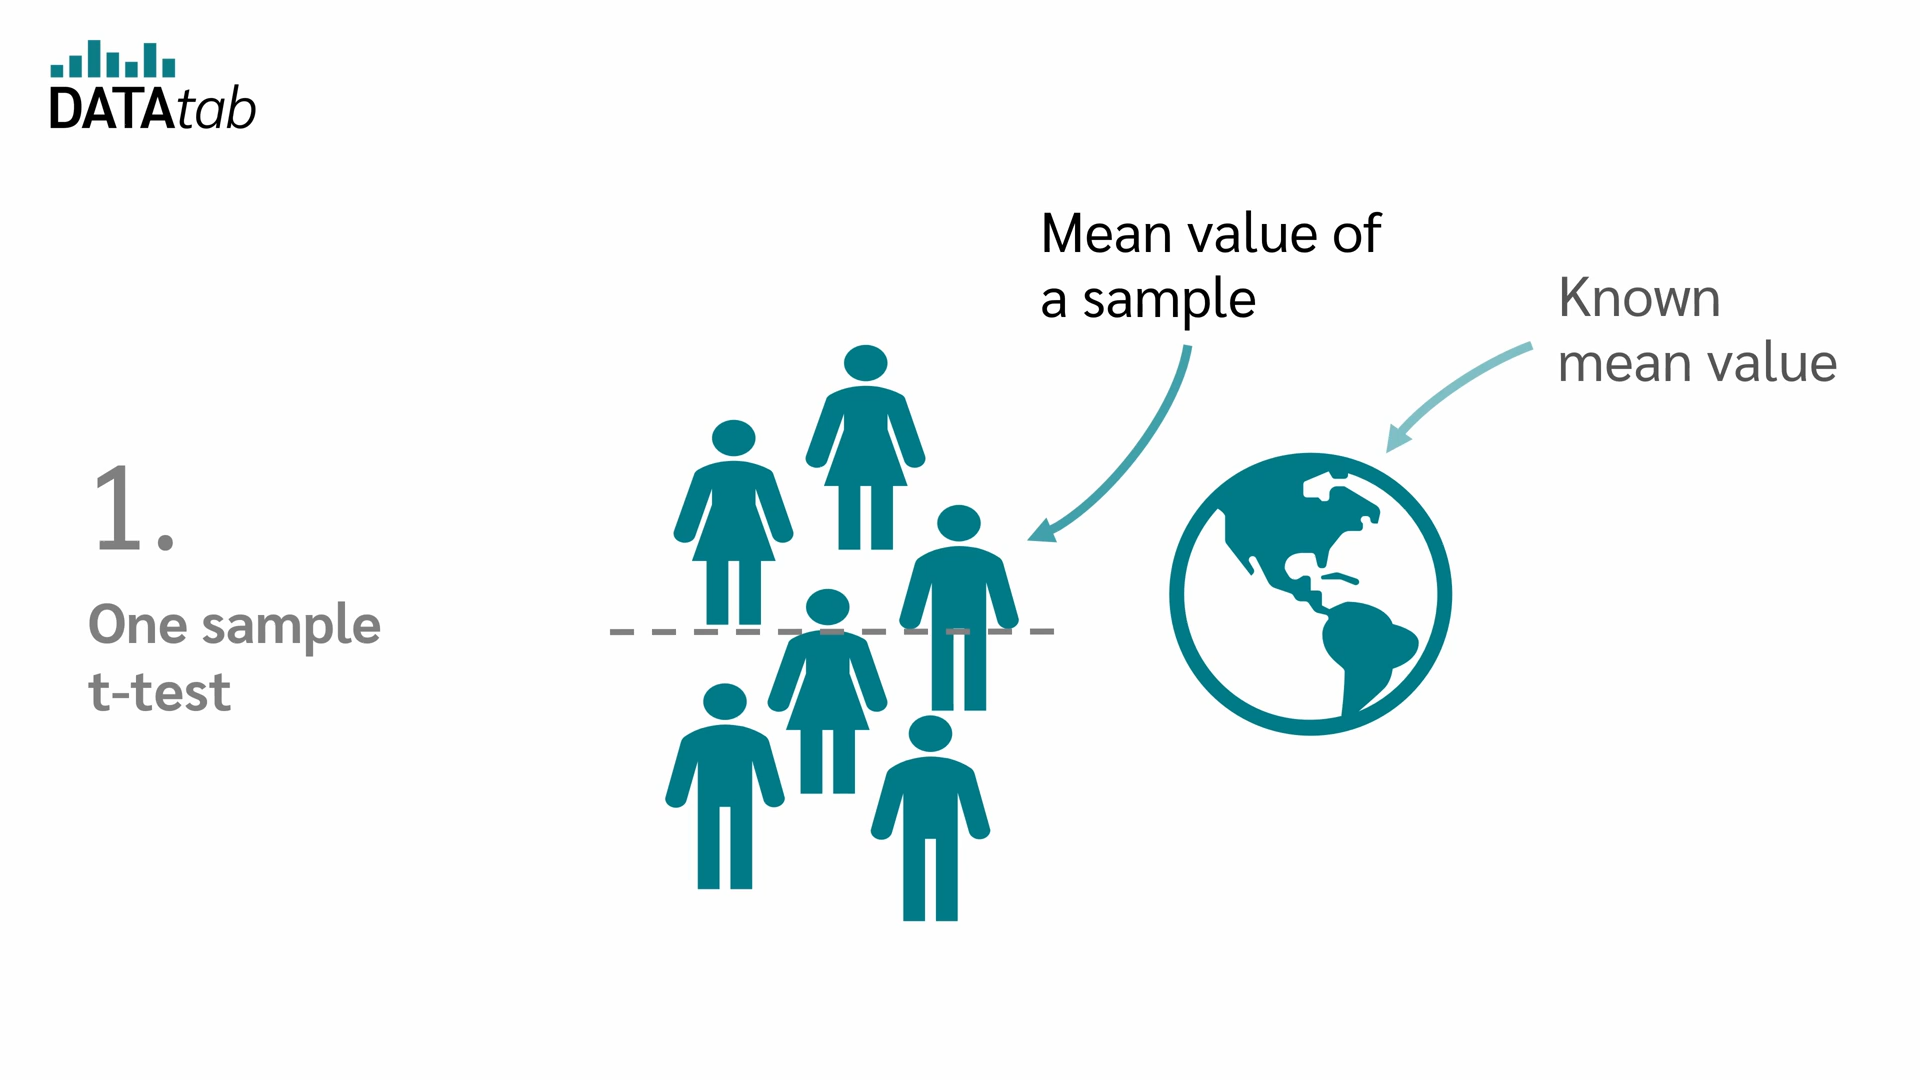 DATAtab
Mean value of
a sample
Known
mean value
1.
One sample
t-test